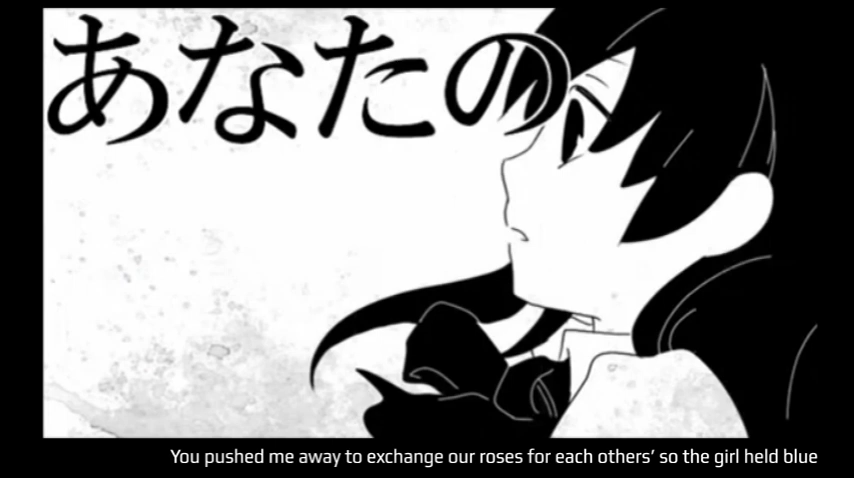 あなたの
You pushed me away to exchange our roses for each others’ so the girl held blue